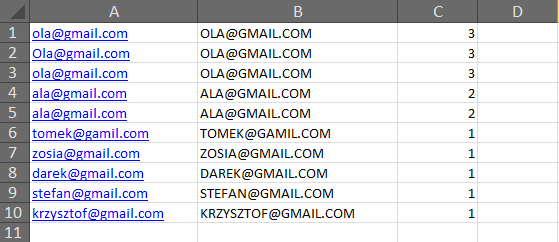 A B C D
1 ola@gmail.com OLA@GMAIL.COM 3
2 Ola@gmail.com OLA@GMAIL.COM 3
3 ola@gmail.com OLA@GMAIL.COM 3
4 ala@gmail.com ALA@GMAIL.COM 2
5 ala@gmail.com ALA@GMAIL.COM 2
6 tomek@gamil.com TOMEK@GAMIL.COM 1
7 zosia@gmail.com ZOSIA@GMAIL.COM 1
8 darek@gmail.com DAREK@GMAIL.COM 1
9 stefan@gmail.com STEFAN@GMAIL.COM 1
10 krzysztof@gmail.com KRZYSZTOF@GMAIL.COM 1
11